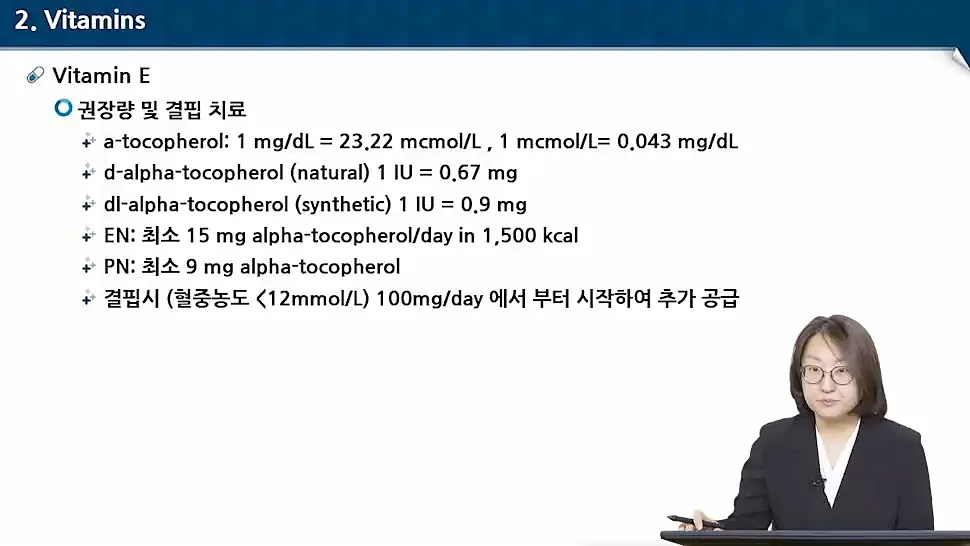 2. Vitamins
Vitamin E
권장량 및 결핍 치료
a-tocopherol: 1 mg/dL = 23.22 mcmol/L , 1 mcmol/L= 0.043 mg/dL
d-alpha-tocopherol (natural) 1 IU = 0.67 mg
dl-alpha-tocopherol (synthetic) 1 IU = 0.9 mg
EN: 최소 15 mg alpha-tocopherol/day in 1,500 kcal
PN: 최소 9 mg alpha-tocopherol
결핍시 (혈중농도 <12mmol/L) 100mg/day 에서 부터 시작하여 추가 공급